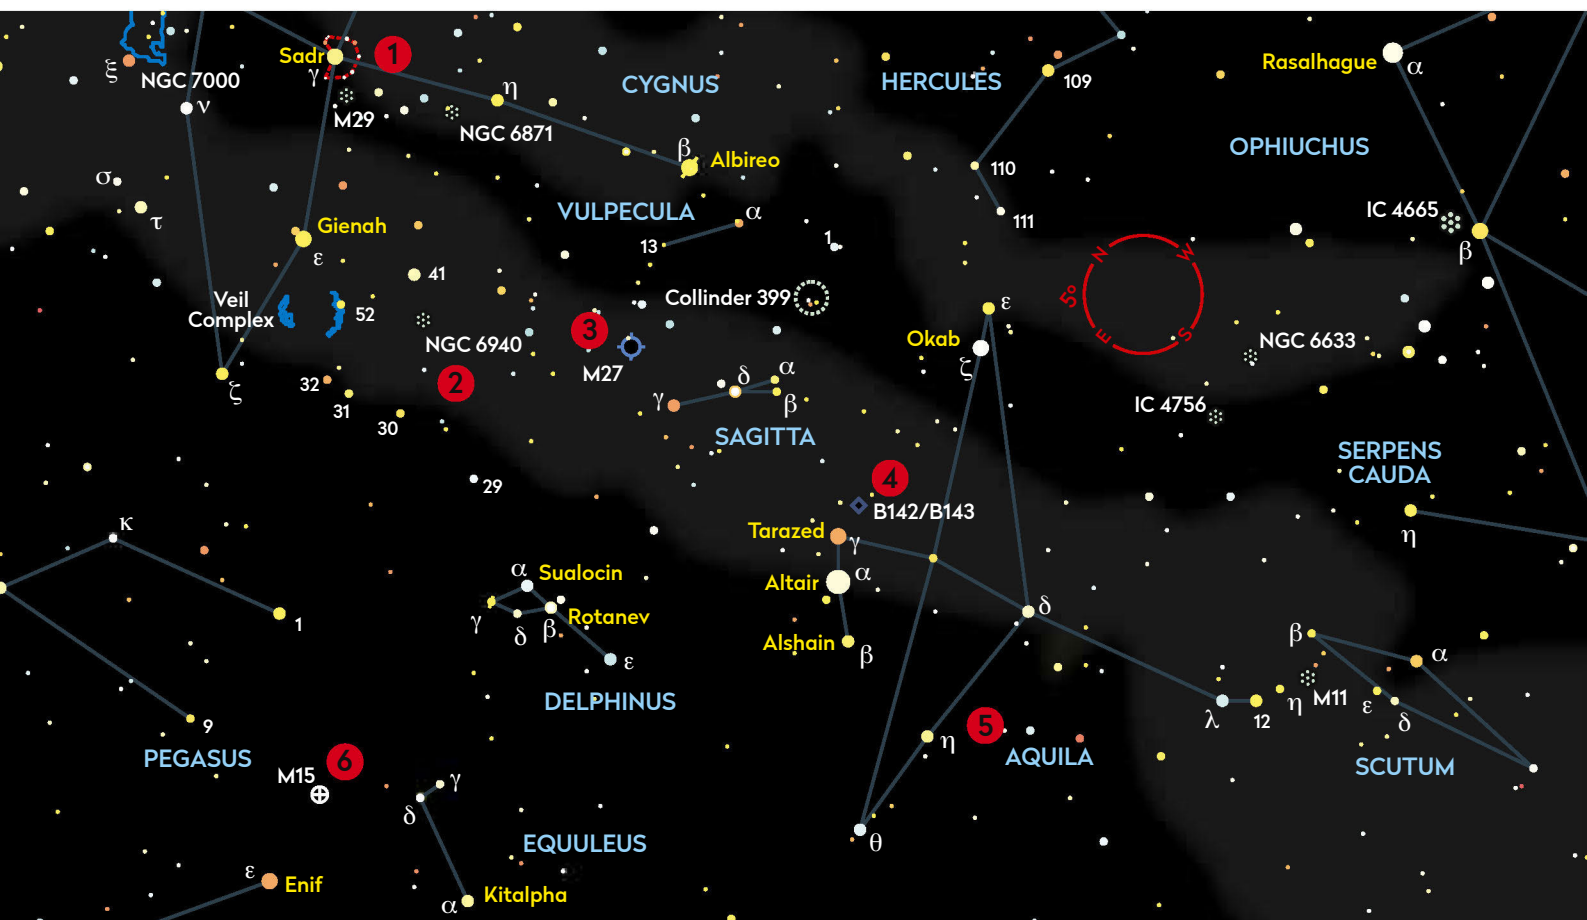 Sadr
γ
1
ξ
NGC 7000
ν
M29
η
NGC 6871
CYGNUS
β
Albireo
HERCULES
109
Rasalhague
α
OPHIUCHUS
110
111
IC 4665
β
σ
τ
Gienah
ε
VULPECULA
α
13
1
41
Veil
Complex
52
NGC 6940
Collinder 399
3
M27
2
ζ
32
31
30
29
γ
δ
α
β
SAGITTA
ε
Okab
ζ
5°
N
W
E
S
NGC 6633
IC 4756
SERPENS
CAUDA
η
4
B142/B143
Tarazed
γ
Altair
α
Alshain
β
κ
1
9
PEGASUS
α
Sualocin
γ
δ
β
Rotanev
ε
DELPHINUS
δ
η
5
AQUILA
θ
λ
12
η
M11
β
α
ε
δ
SCUTUM
6
M15
γ
δ
EQUULEUS
ε
Enif
α
Kitalpha